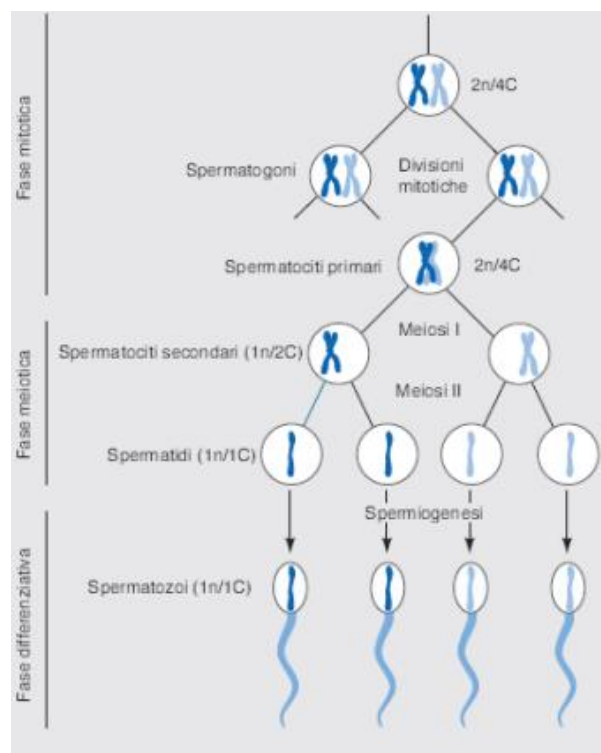 2n/4C
Fase mitotica
Spermatogoni
Divisioni
mitotiche
Spermatociti primari
2n/4C
Fase meiotica
Meiosi I
Spermatociti secondari (1n/2C)
Meiosi II
Spermatidi (1n/1C)
Spermiogenesi
Fase differenziativa
Spermatozoi (1n/1C)